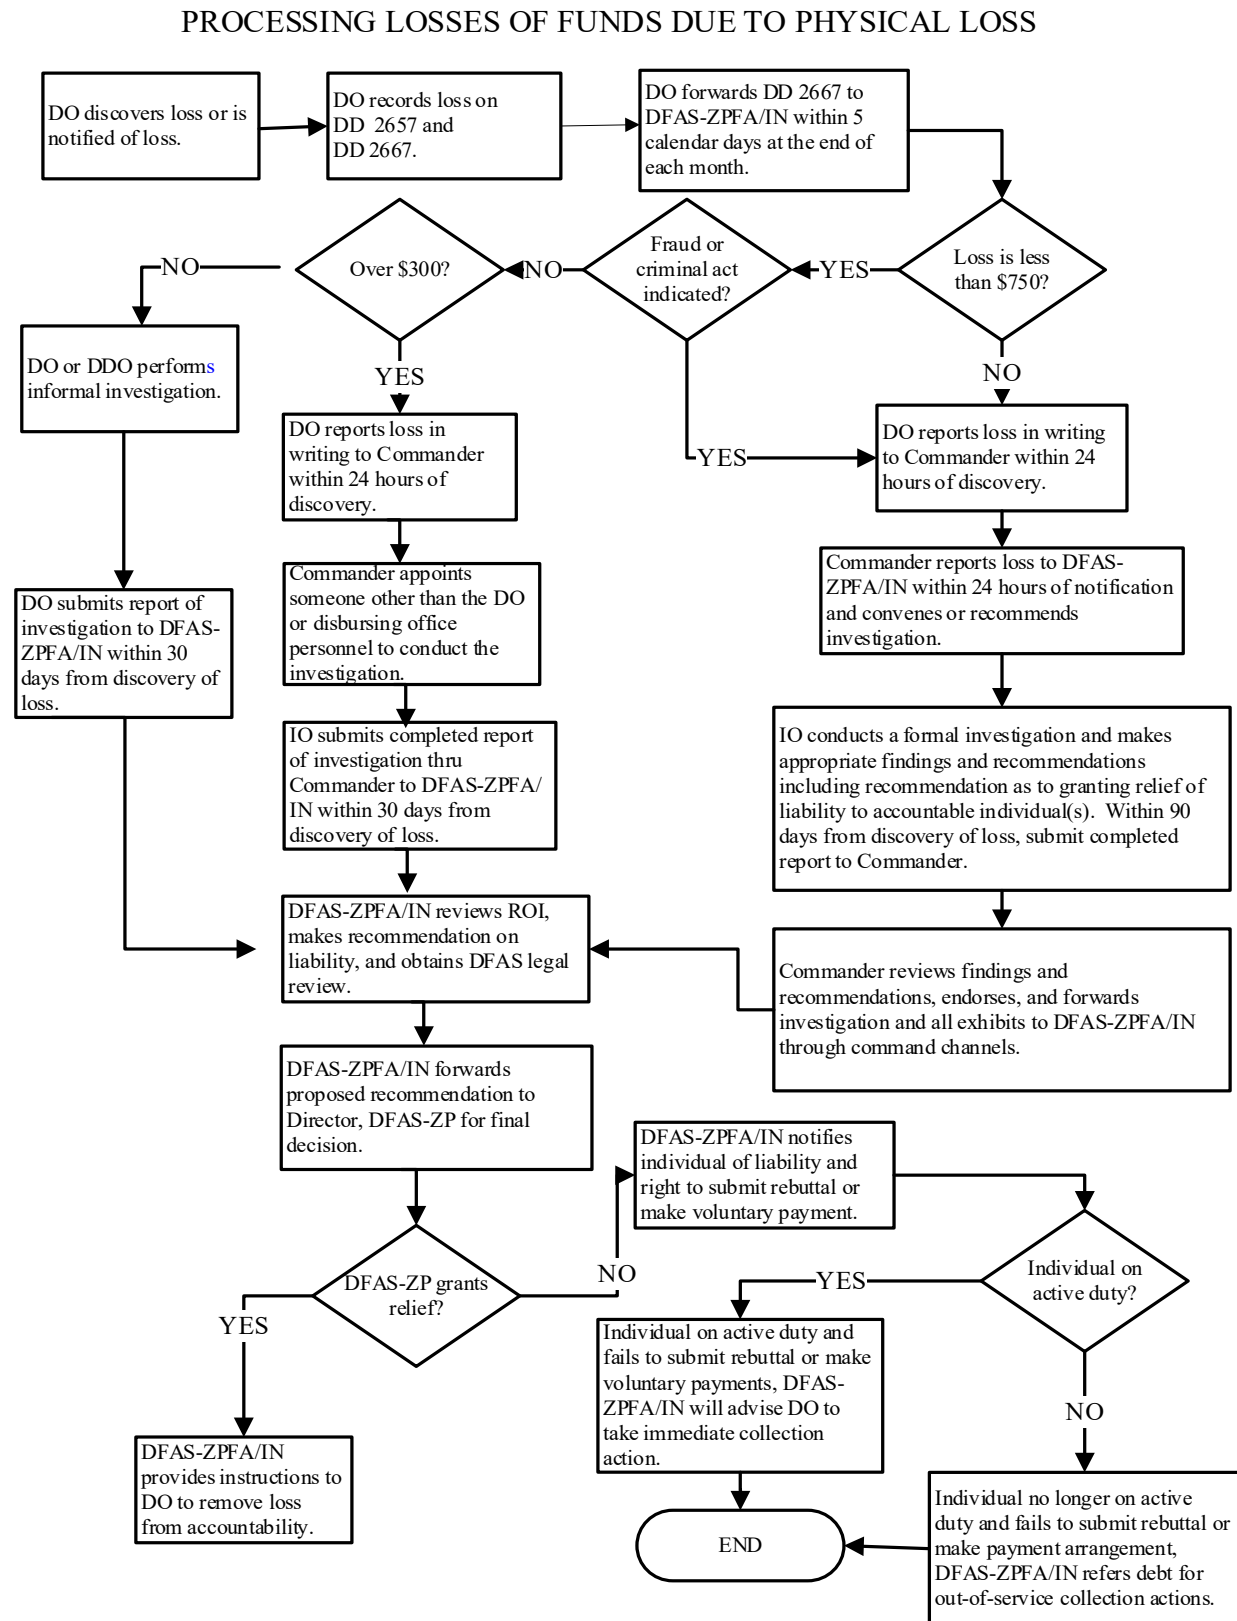 PROCESSING LOSSES OF FUNDS DUE TO PHYSICAL LOSS
DO discovers loss or is
notified of loss.
DO records loss on
DD 2657 and
DD 2667.
DO forwards DD 2667 to
DFAS-ZPFA/IN within 5
calendar days at the end of
each month.
Loss is less
than $750?
YES
Fraud or
criminal act
indicated?
NO
Over $300?
NO
DO or DDO performs
informal investigation.
DO submits report of
investigation to DFAS-
ZPFA/IN within 30
days from discovery of
loss.
YES
DO reports loss in
writing to Commander
within 24 hours of
discovery.
Commander appoints
someone other than the DO
or disbursing office
personnel to conduct the
investigation.
IO submits completed report
of investigation thru
Commander to DFAS-ZPFA/
IN within 30 days from
discovery of loss.
YES
NO
DO reports loss in writing
to Commander within 24
hours of discovery.
Commander reports loss to DFAS-
ZPFA/IN within 24 hours of notification
and convenes or recommends
investigation.
IO conducts a formal investigation and makes
appropriate findings and recommendations
including recommendation as to granting relief of
liability to accountable individual(s). Within 90
days from discovery of loss, submit completed
report to Commander.
Commander reviews findings and
recommendations, endorses, and forwards
investigation and all exhibits to DFAS-ZPFA/IN
through command channels.
DFAS-ZPFA/IN reviews ROI,
makes recommendation on
liability, and obtains DFAS legal
review.
DFAS-ZPFA/IN forwards
proposed recommendation to
Director, DFAS-ZP for final
decision.
DFAS-ZP grants
relief?
YES
DFAS-ZPFA/IN
provides instructions to
DO to remove loss
from accountability.
NO
DFAS-ZPFA/IN notifies
individual of liability and
right to submit rebuttal or
make voluntary payment.
Individual on
active duty?
YES
Individual on active duty and
fails to submit rebuttal or make
voluntary payments, DFAS-
ZPFA/IN will advise DO to
take immediate collection
action.
NO
Individual no longer on active
duty and fails to submit rebuttal or
make payment arrangement,
DFAS-ZPFA/IN refers debt for
out-of-service collection actions.
END